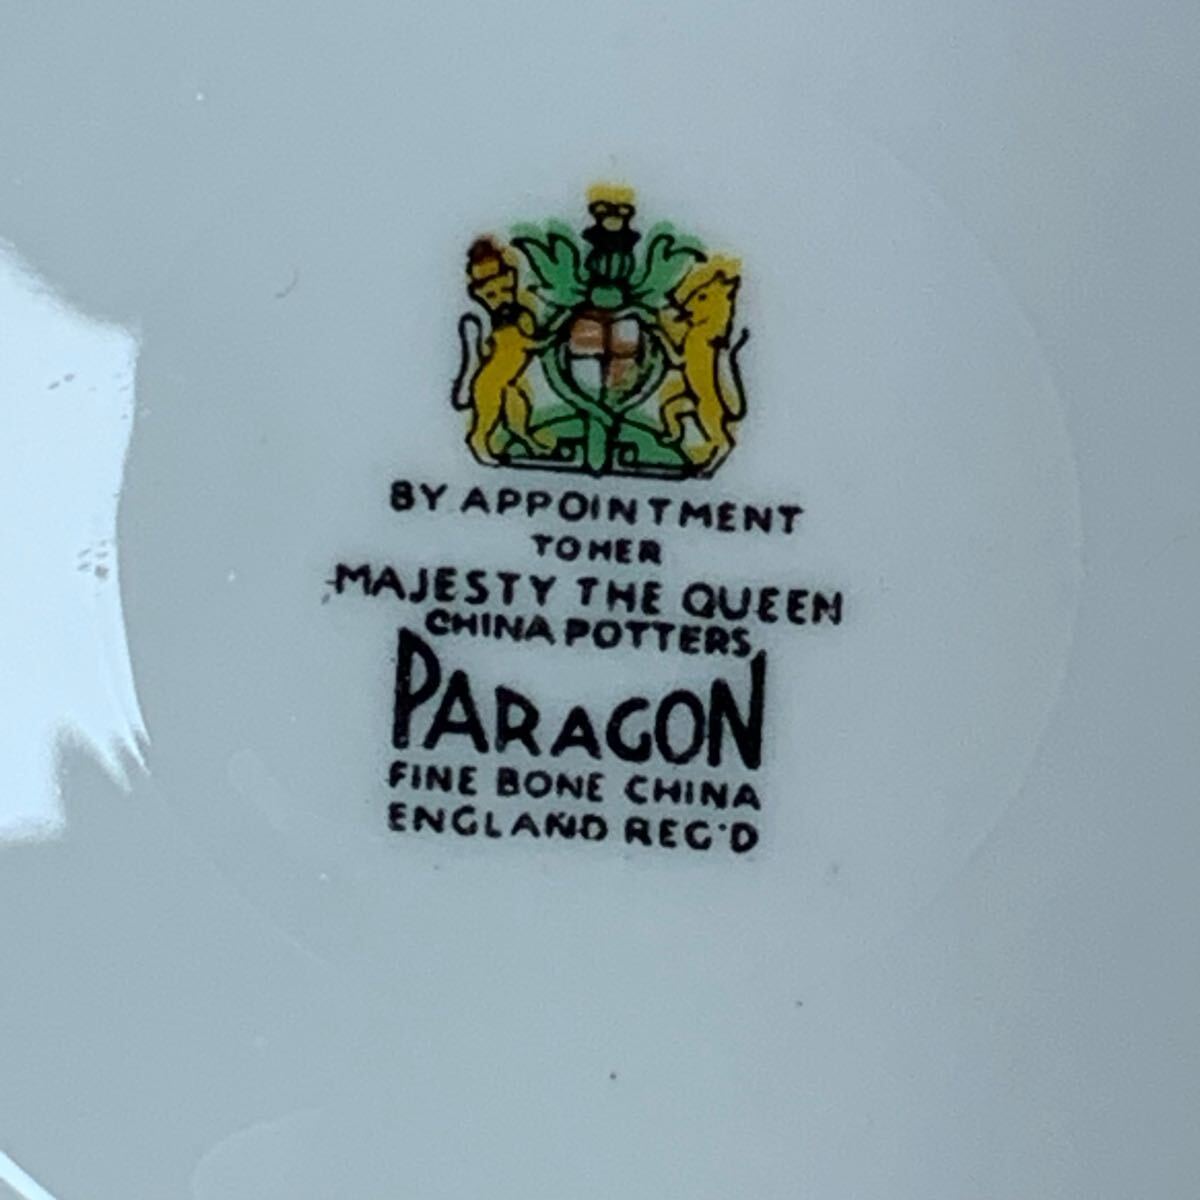 BY APPOINTMENT
TO HER
MAJESTY THE QUEEN
CHINA POTTERS,
PARAGON
FINE BONE CHINA
ENGLAND REG'D